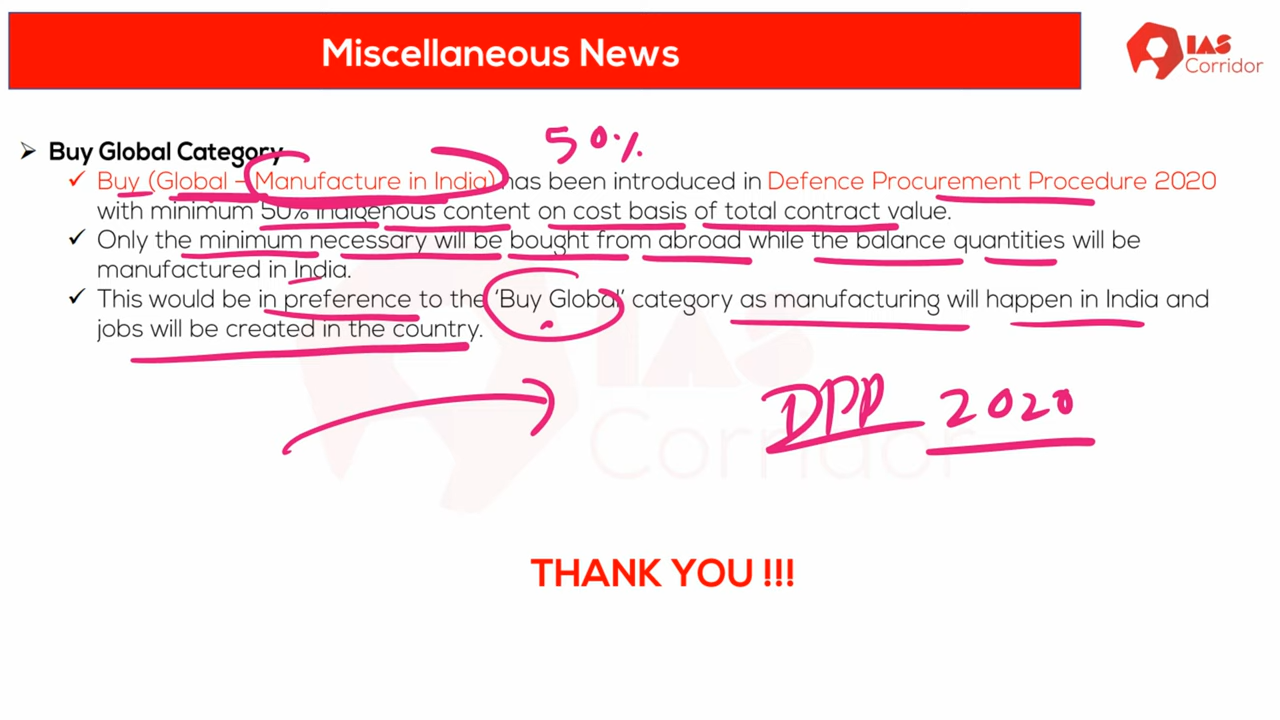 Miscellaneous News
IAS
Corridor
50%
➢ Buy Global Category
✓ Buy (Global – Manufacture in India) has been introduced in Defence Procurement Procedure 2020
with minimum 50% indigenous content on cost basis of total contract value.
✓ Only the minimum necessary will be bought from abroad while the balance quantities will be
manufactured in India.
✓ This would be in preference to the ‘Buy Global’ category as manufacturing will happen in India and
jobs will be created in the country.
IAS
Corridor
DPP 2020
THANK YOU !!!